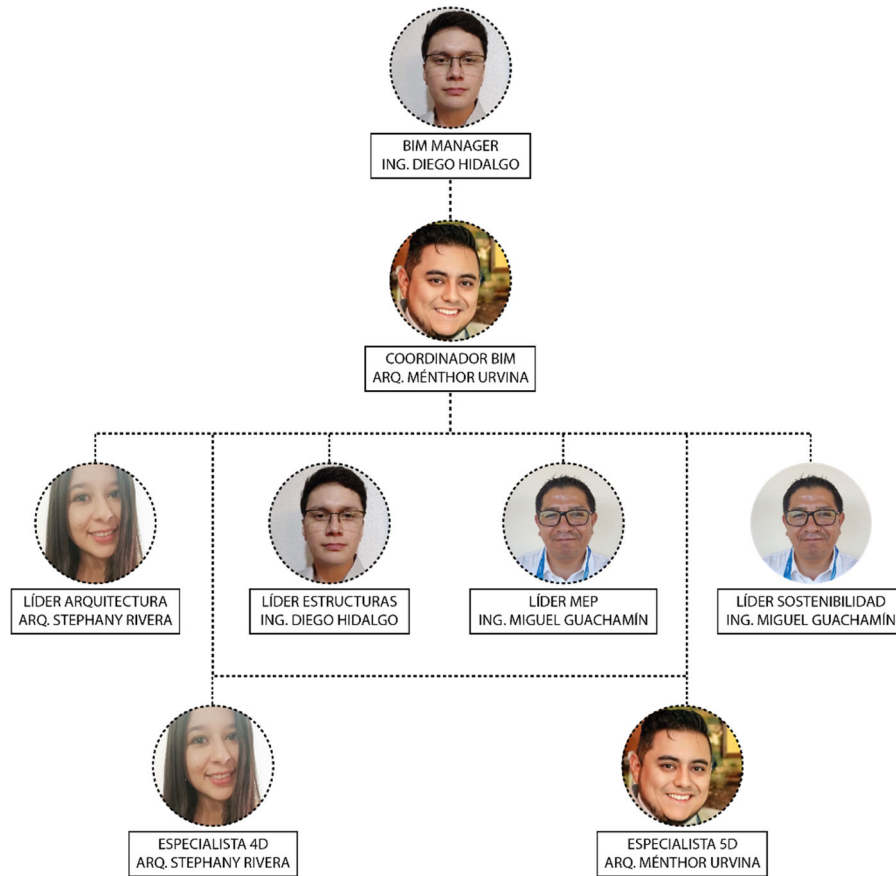 BIM MANAGER
ING. DIEGO HIDALGO
COORDINADOR BIM
ARQ. MÉNTHOR URVINA
LÍDER ARQUITECTURA
ARQ. STEPHANY RIVERA
LÍDER ESTRUCTURAS
ING. DIEGO HIDALGO
LÍDER MEP
ING. MIGUEL GUACHAMÍN
LÍDER SOSTENIBILIDAD
ING. MIGUEL GUACHAMÍN
ESPECIALISTA 4D
ARQ. STEPHANY RIVERA
ESPECIALISTA 5D
ARQ. MÉNTHOR URVINA